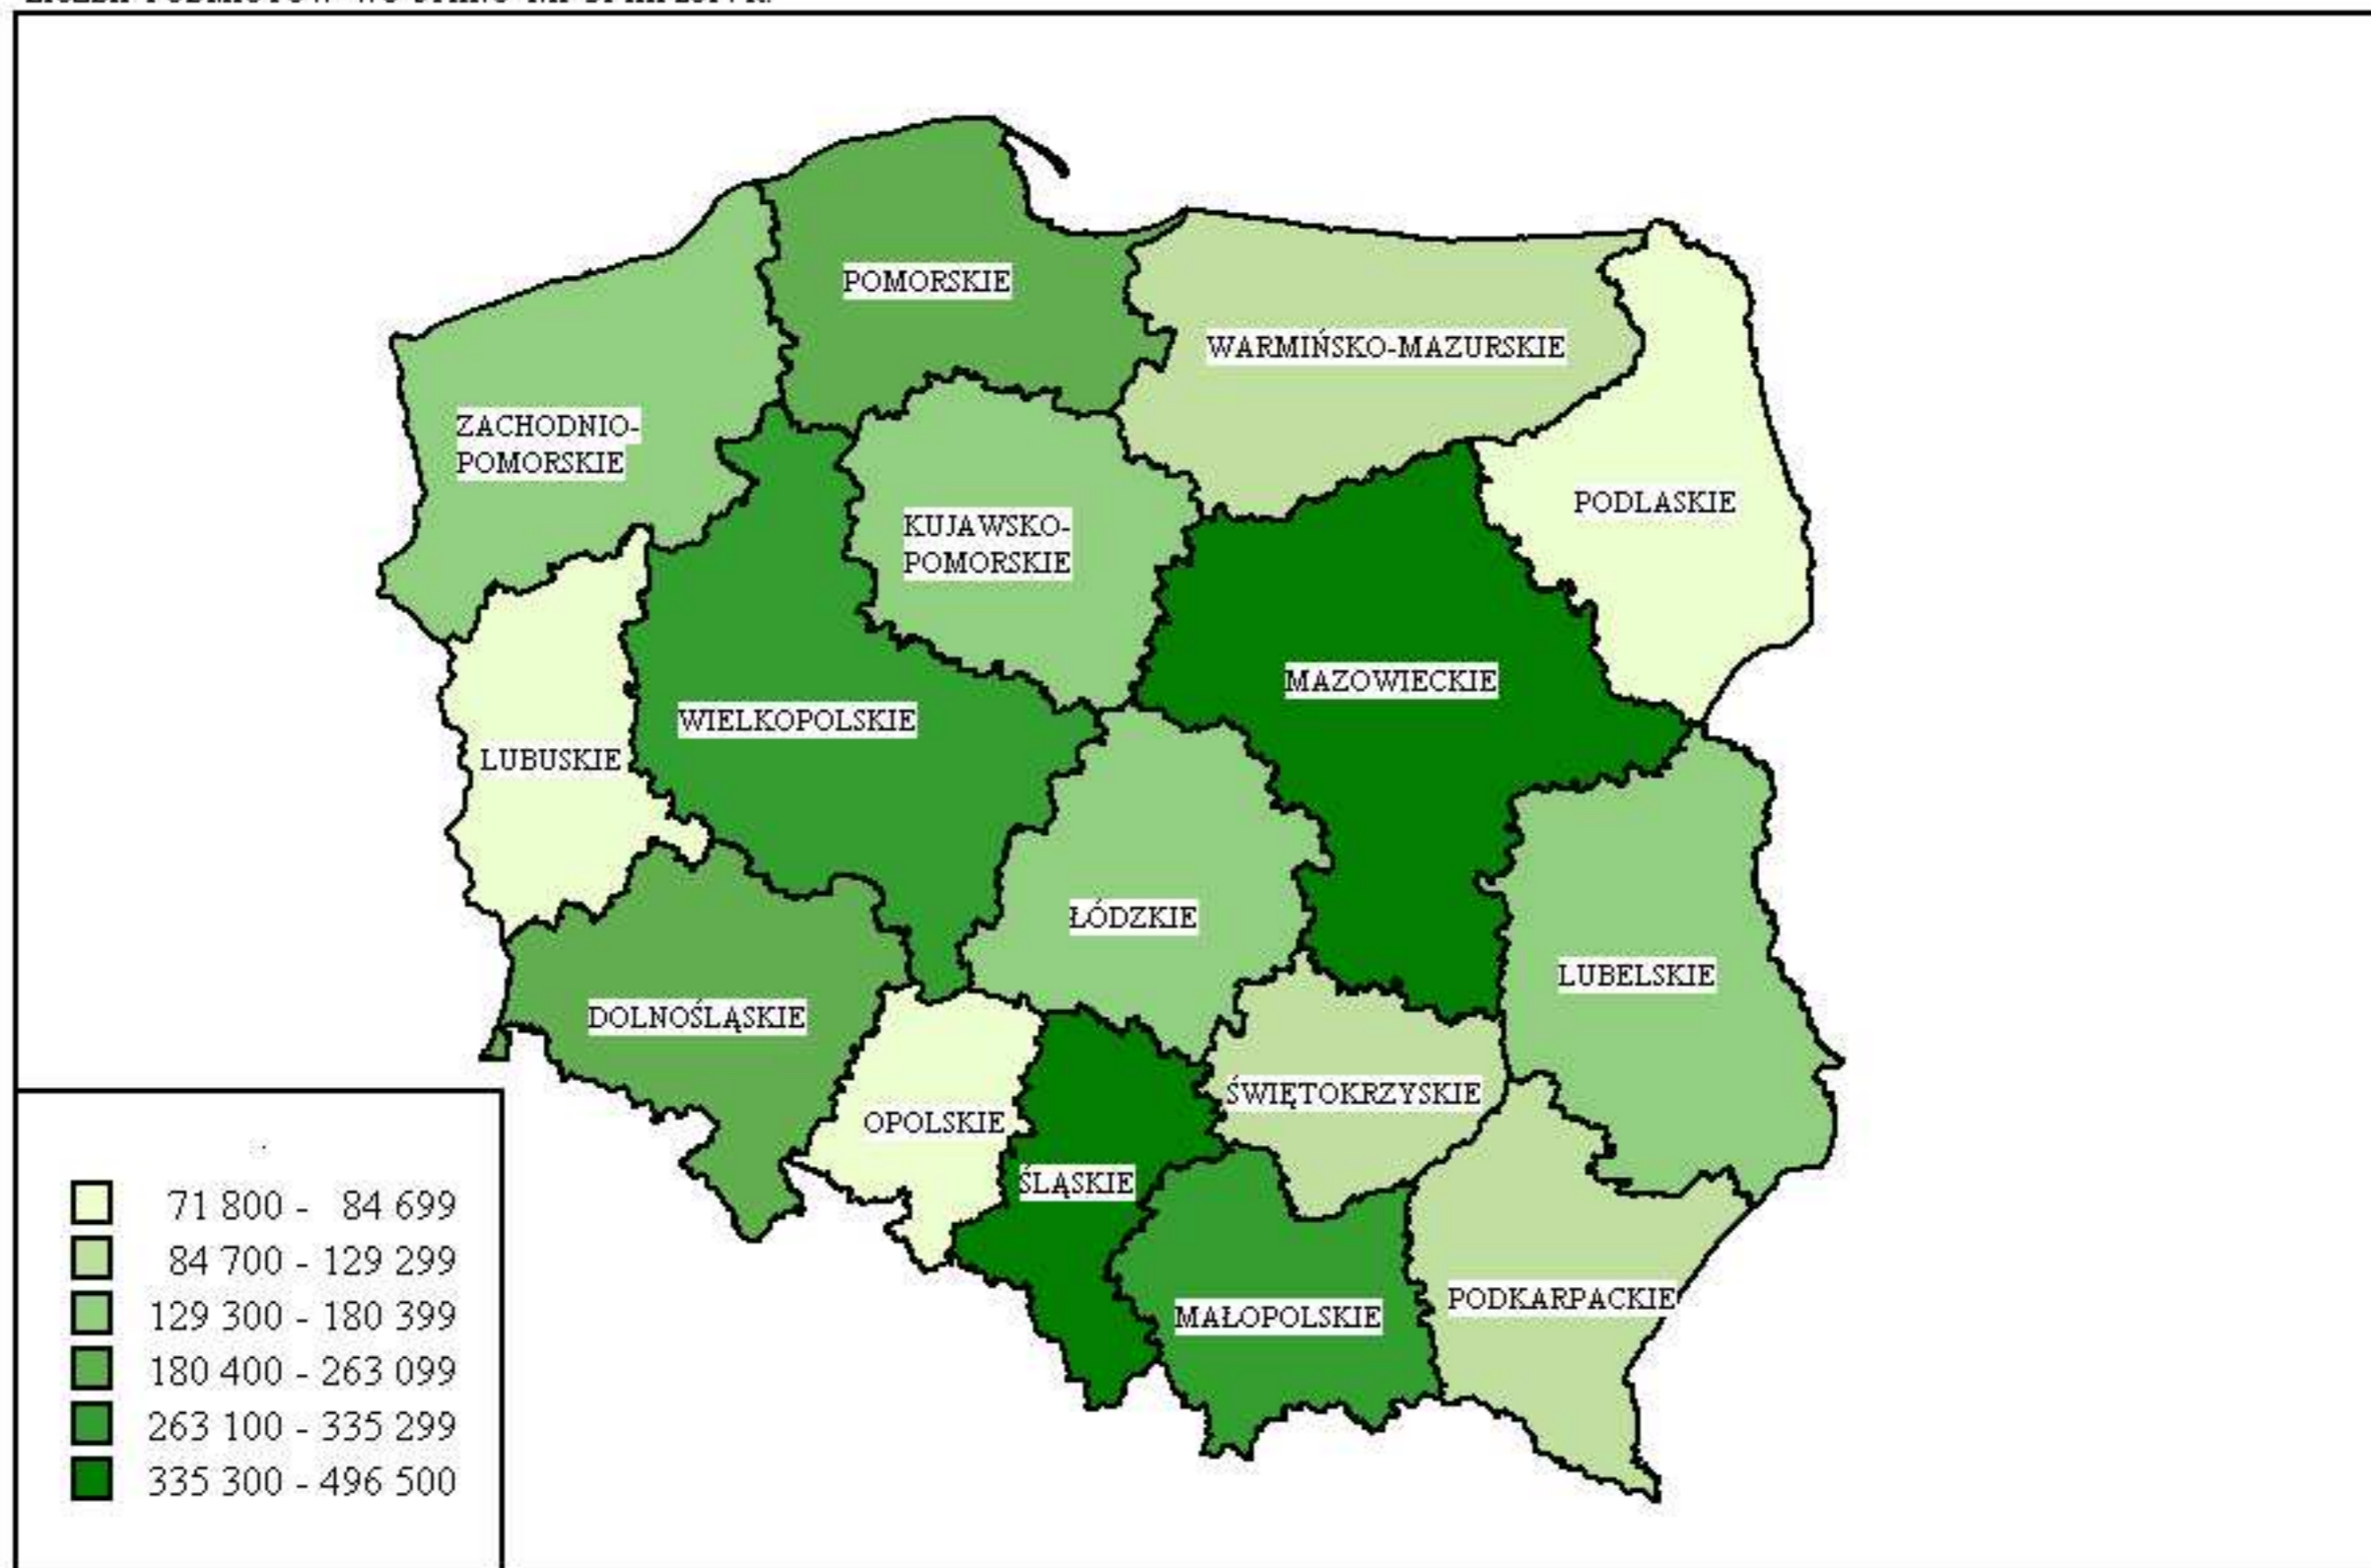 POMORSKIE
WARMIŃSKO-MAZURSKIE
ZACHODNIO-
POMORSKIE
PODLASKIE
KUJAWSKO-
POMORSKIE
MAZOWIECKIE
WIELKOPOLSKIE
LUBUSKIE
ŁÓDZKIE
LUBELSKIE
DOLNOŚLĄSKIE
ŚWIĘTOKRZYSKIE
OPOLSKIE
ŚLĄSKIE
PODKARPACKIE
MAŁOPOLSKIE
71 800 - 84 699
84 700 - 129 299
129 300 - 180 399
180 400 - 263 099
263 100 - 335 299
335 300 - 496 500